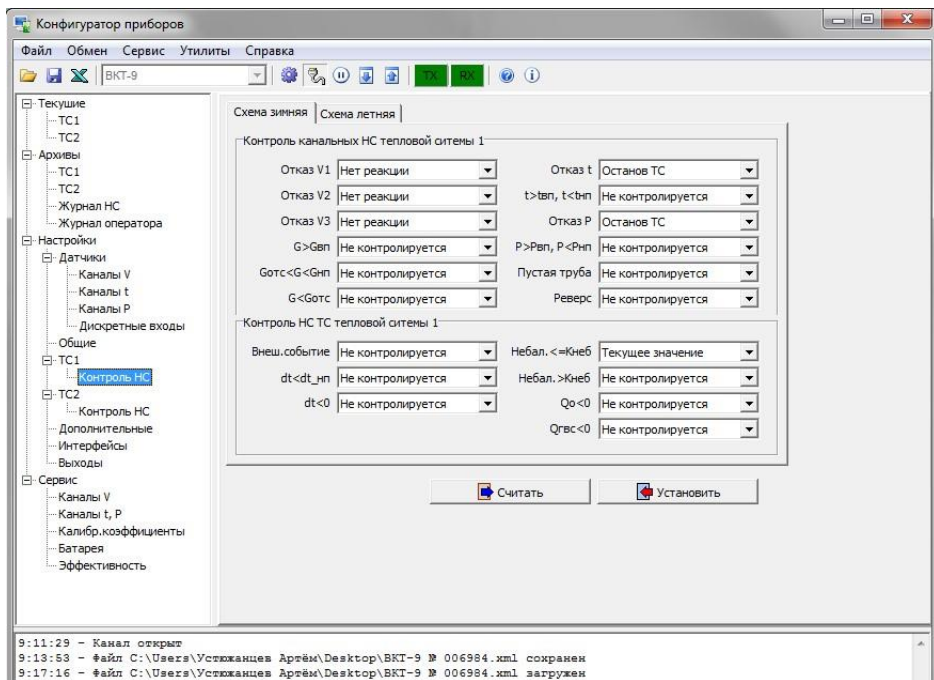 Конфигуратор приборов
Файл Обмен Сервис Утилиты Справка
ВКТ-9 TX RX
Текущие
ТС1
ТС2
Архивы
ТС1
ТС2
Журнал НС
Журнал оператора
Настройки
Датчики
Каналы V
Каналы t
Каналы P
Дискретные входы
Общие
ТС1
Контроль НС
ТС2
Контроль НС
Дополнительные
Интерфейсы
Выходы
Сервис
Каналы V
Каналы t, P
Калибр.коэффициенты
Батарея
Эффективность
Схема зимняя Схема летняя
Контроль канальных НС тепловой ситемы 1
Отказ V1 Нет реакции Отказ t Останов ТС
Отказ V2 Нет реакции t>tвп, t<tнп Не контролируется
Отказ V3 Нет реакции Отказ P Останов ТС
G>Gвп Не контролируется P>Pвп, P<Pнп Не контролируется
Gотс<G<Gнп Не контролируется Пустая труба Не контролируется
G<Gотс Не контролируется Реверс Не контролируется
Контроль НС ТС тепловой ситемы 1
Внеш.событие Не контролируется Небал.<=Кнеб Текущее значение
dt<dt_нп Не контролируется Небал.>Кнеб Не контролируется
dt<0 Не контролируется Qо<0 Не контролируется
Qгвс<0 Не контролируется
Считать Установить
9:11:29 - Канал открыт
9:13:53 - Файл C:\Users\Устюжанцев Артём\Desktop\ВКТ-9 № 006984.xml сохранен
9:17:16 - Файл C:\Users\Устюжанцев Артём\Desktop\ВКТ-9 № 006984.xml загружен